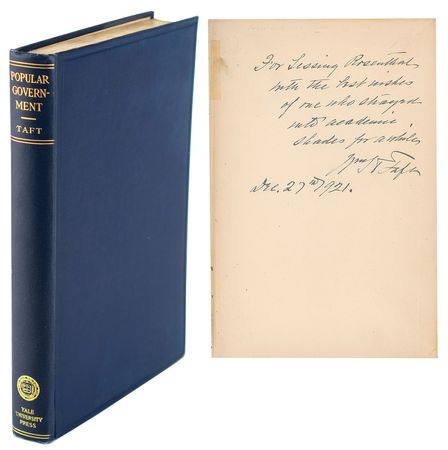 POPULAR
GOVERN-
MENT
TAFT
YALE
UNIVERSITY
PRESS
For Lessing Rosenthal
with the best wishes
of one who strayed
into academic
shades for a while
Wm H Taft
Dec. 27th 1921.